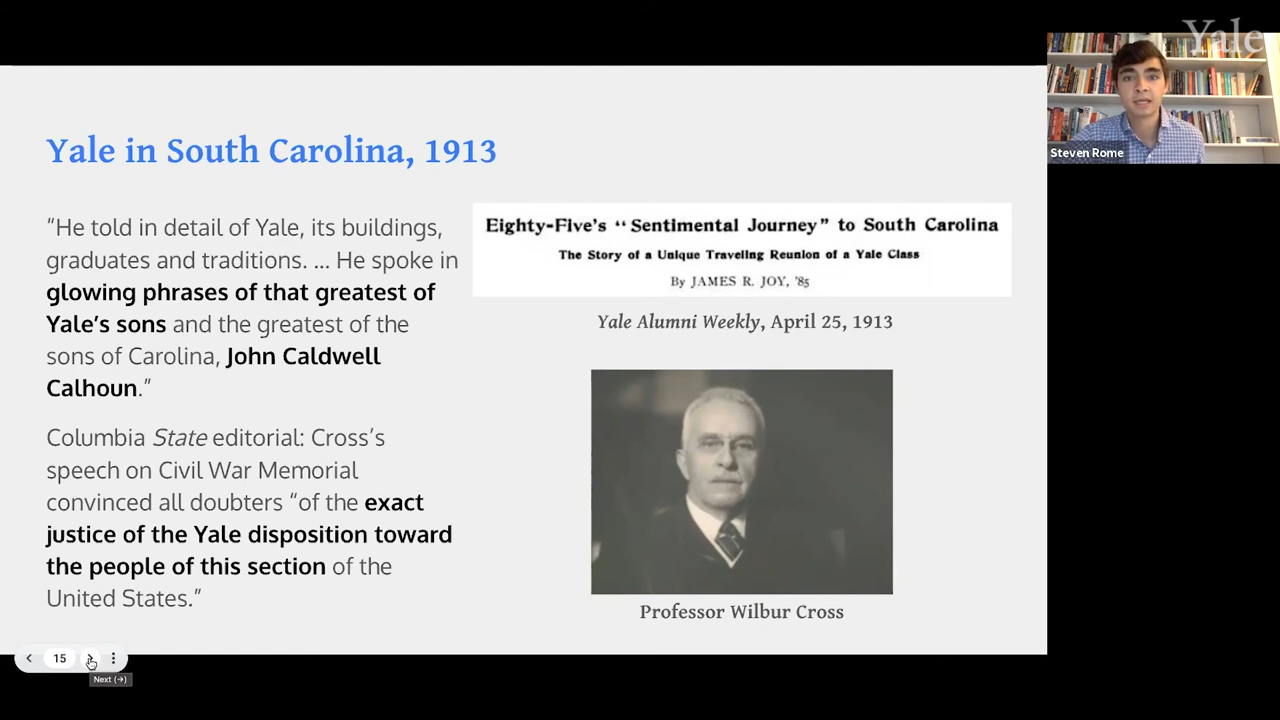 Yale
Steven Rome
Yale in South Carolina, 1913
“He told in detail of Yale, its buildings,
graduates and traditions. ... He spoke in
glowing phrases of that greatest of
Yale’s sons and the greatest of the
sons of Carolina, John Caldwell
Calhoun.”
Columbia State editorial: Cross’s
speech on Civil War Memorial
convinced all doubters “of the exact
justice of the Yale disposition toward
the people of this section of the
United States.”
Eighty-Five’s “Sentimental Journey” to South Carolina
The Story of a Unique Traveling Reunion of a Yale Class
By JAMES R. JOY, ’85
Yale Alumni Weekly, April 25, 1913
Professor Wilbur Cross
15
Next (→)